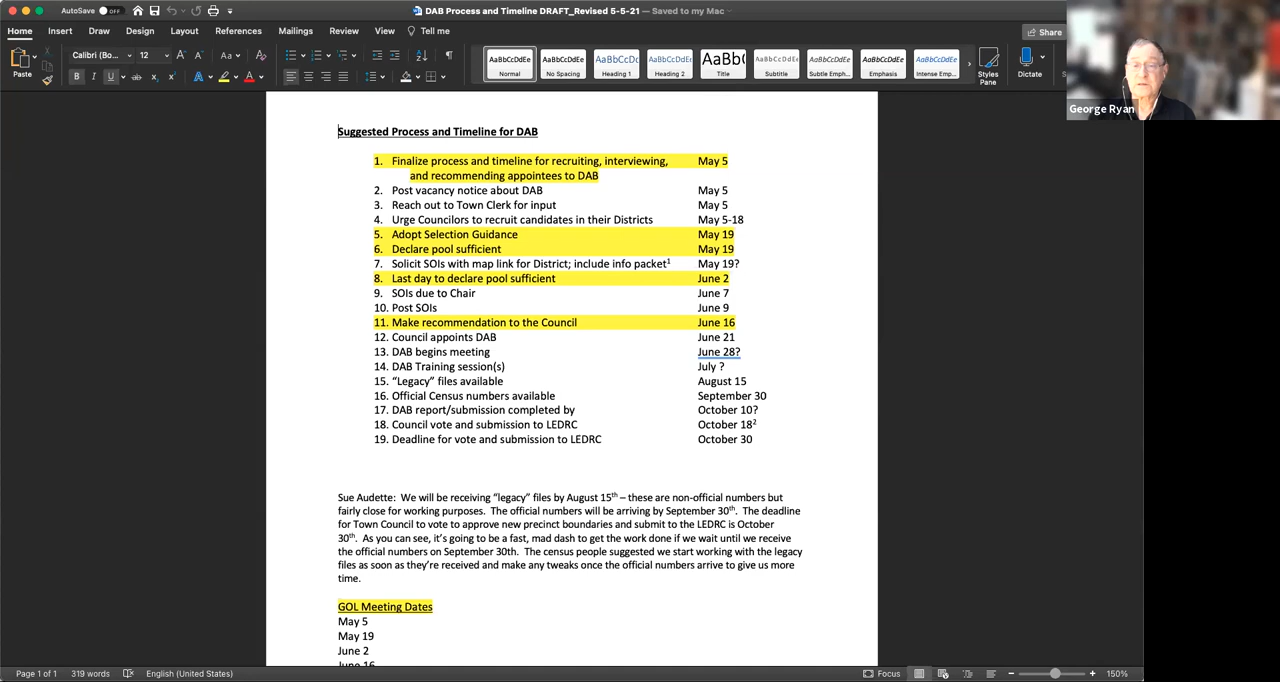 AutoSave OFF DAB Process and Timeline DRAFT_Revised 5-5-21 — Saved to my Mac
Home Insert Draw Design Layout References Mailings Review View Tell me Share
Paste Calibri (Bo... 12 A A Aa A
B I U ab x x A A
AaBbCcDdEe AaBbCcDdEe AaBbCcDc AaBbCcDdEe AaBb( AaBbCcDdEe AaBbCcDdEe AaBbCcDdEe AaBbCcDdEe
Normal No Spacing Heading 1 Heading 2 Title Subtitle Subtle Emph... Emphasis Intense Emp... Styles Pane Dictate
George Ryan
Suggested Process and Timeline for DAB
1. Finalize process and timeline for recruiting, interviewing, May 5
and recommending appointees to DAB
2. Post vacancy notice about DAB May 5
3. Reach out to Town Clerk for input May 5
4. Urge Councilors to recruit candidates in their Districts May 5-18
5. Adopt Selection Guidance May 19
6. Declare pool sufficient May 19
7. Solicit SOIs with map link for District; include info packet¹ May 19?
8. Last day to declare pool sufficient June 2
9. SOIs due to Chair June 7
10. Post SOIs June 9
11. Make recommendation to the Council June 16
12. Council appoints DAB June 21
13. DAB begins meeting June 28?
14. DAB Training session(s) July ?
15. “Legacy” files available August 15
16. Official Census numbers available September 30
17. DAB report/submission completed by October 10?
18. Council vote and submission to LEDRC October 18²
19. Deadline for vote and submission to LEDRC October 30
Sue Audette: We will be receiving “legacy” files by August 15th – these are non-official numbers but
fairly close for working purposes. The official numbers will be arriving by September 30th. The deadline
for Town Council to vote to approve new precinct boundaries and submit to the LEDRC is October
30th. As you can see, it’s going to be a fast, mad dash to get the work done if we wait until we receive
the official numbers on September 30th. The census people suggested we start working with the legacy
files as soon as they’re received and make any tweaks once the official numbers arrive to give us more
time.
GOL Meeting Dates
May 5
May 19
June 2
June 16
Page 1 of 1 319 words English (United States) Focus 150%